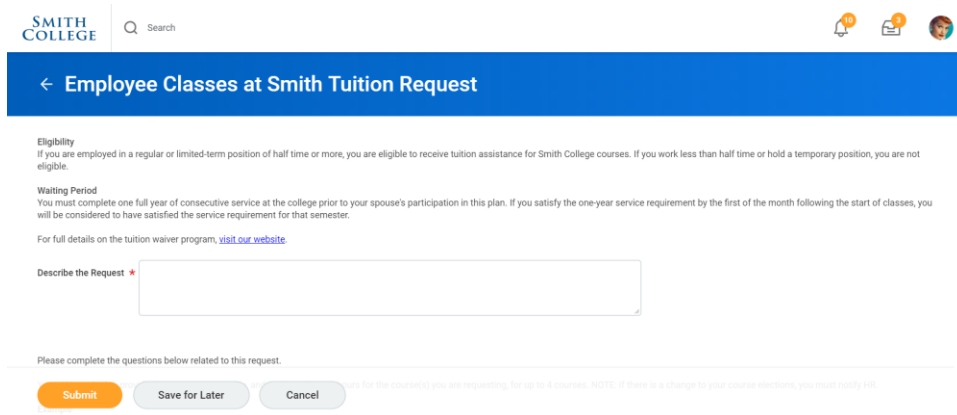 SMITH
COLLEGE
Search
10
3
← Employee Classes at Smith Tuition Request
Eligibility
If you are employed in a regular or limited-term position of half time or more, you are eligible to receive tuition assistance for Smith College courses. If you work less than half time or hold a temporary position, you are not
eligible.
Waiting Period
You must complete one full year of consecutive service at the college prior to your spouse's participation in this plan. If you satisfy the one-year service requirement by the first of the month following the start of classes, you
will be considered to have satisfied the service requirement for that semester.
For full details on the tuition waiver program, visit our website.
Describe the Request *
Please complete the questions below related to this request.
for the course(s) you are requesting, for up to 4 courses. NOTE: If there is a change to your course elections, you must notify HR
Submit
Save for Later
Cancel